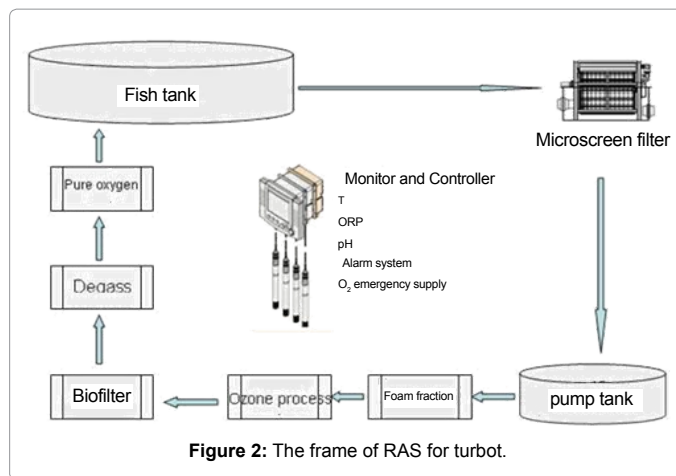 Fish tank
Microscreen filter
Pure oxygen
Monitor and Controller
T
ORP
pH
Alarm system
O₂ emergency supply
Degass
Biofilter
Ozone process
Foam fraction
pump tank
Figure 2: The frame of RAS for turbot.